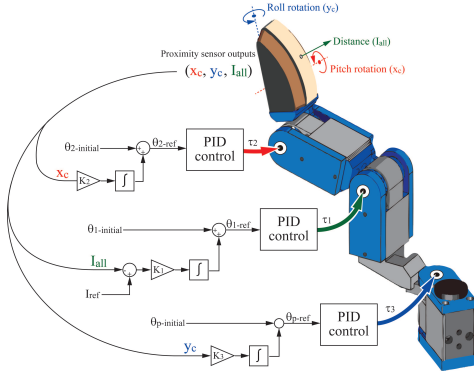 Roll rotation (yc)
Distance (Iall)
Proximity sensor outputs
(xc, yc, Iall)
Pitch rotation (xc)
θ2-initial
θ2-ref
PID
control
τ2
xc
K2
∫
θ1-initial
θ1-ref
PID
control
τ1
Iall
K1
∫
Iref
θp-initial
θp-ref
PID
control
τ3
yc
K3
∫